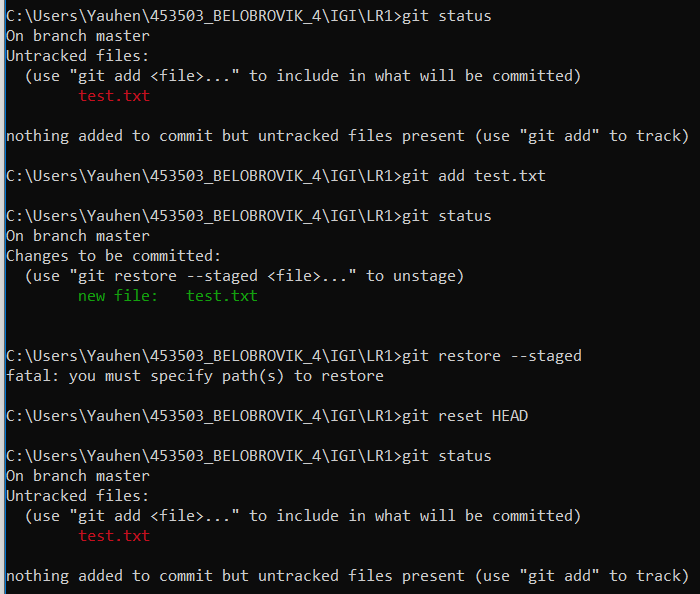 C:\Users\Yauhen\453503_BELOBROVIK_4\IGI\LR1>git status
On branch master
Untracked files:
  (use "git add <file>..." to include in what will be committed)
        test.txt

nothing added to commit but untracked files present (use "git add" to track)

C:\Users\Yauhen\453503_BELOBROVIK_4\IGI\LR1>git add test.txt

C:\Users\Yauhen\453503_BELOBROVIK_4\IGI\LR1>git status
On branch master
Changes to be committed:
  (use "git restore --staged <file>..." to unstage)
        new file:   test.txt


C:\Users\Yauhen\453503_BELOBROVIK_4\IGI\LR1>git restore --staged
fatal: you must specify path(s) to restore

C:\Users\Yauhen\453503_BELOBROVIK_4\IGI\LR1>git reset HEAD

C:\Users\Yauhen\453503_BELOBROVIK_4\IGI\LR1>git status
On branch master
Untracked files:
  (use "git add <file>..." to include in what will be committed)
        test.txt

nothing added to commit but untracked files present (use "git add" to track)